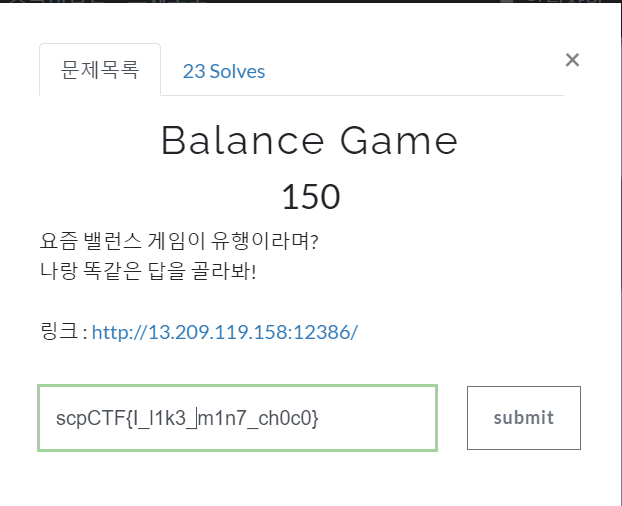 문제목록
23 Solves
×
Balance Game
150
요즘 밸런스 게임이 유행이라며?
나랑 똑같은 답을 골라봐!
링크 : http://13.209.119.158:12386/
scpCTF{I_l1k3_m1n7_ch0c0}
submit